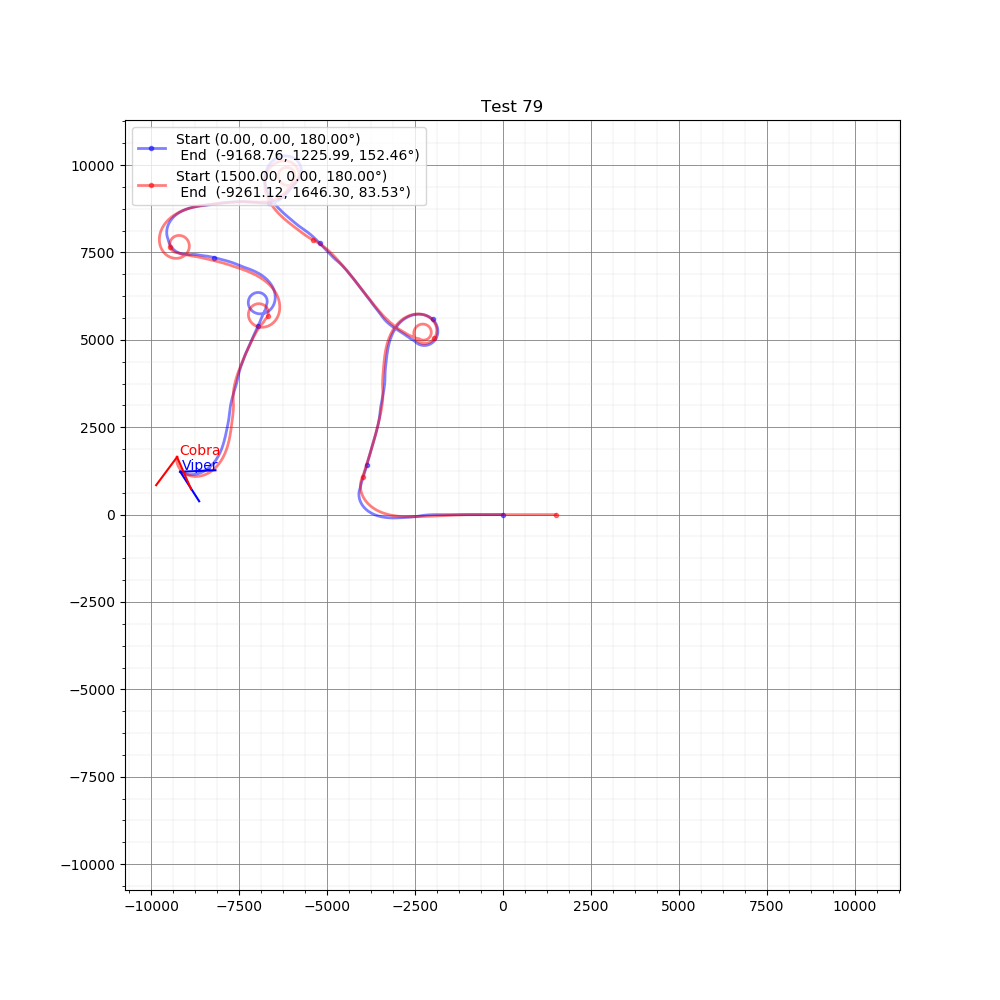 Test 79
Start (0.00, 0.00, 180.00°)
End (-9168.76, 1225.99, 152.46°)
Start (1500.00, 0.00, 180.00°)
End (-9261.12, 1646.30, 83.53°)
10000
7500
5000
2500
0
−2500
−5000
−7500
−10000
Cobra
Viper
−10000 −7500 −5000 −2500 0 2500 5000 7500 10000